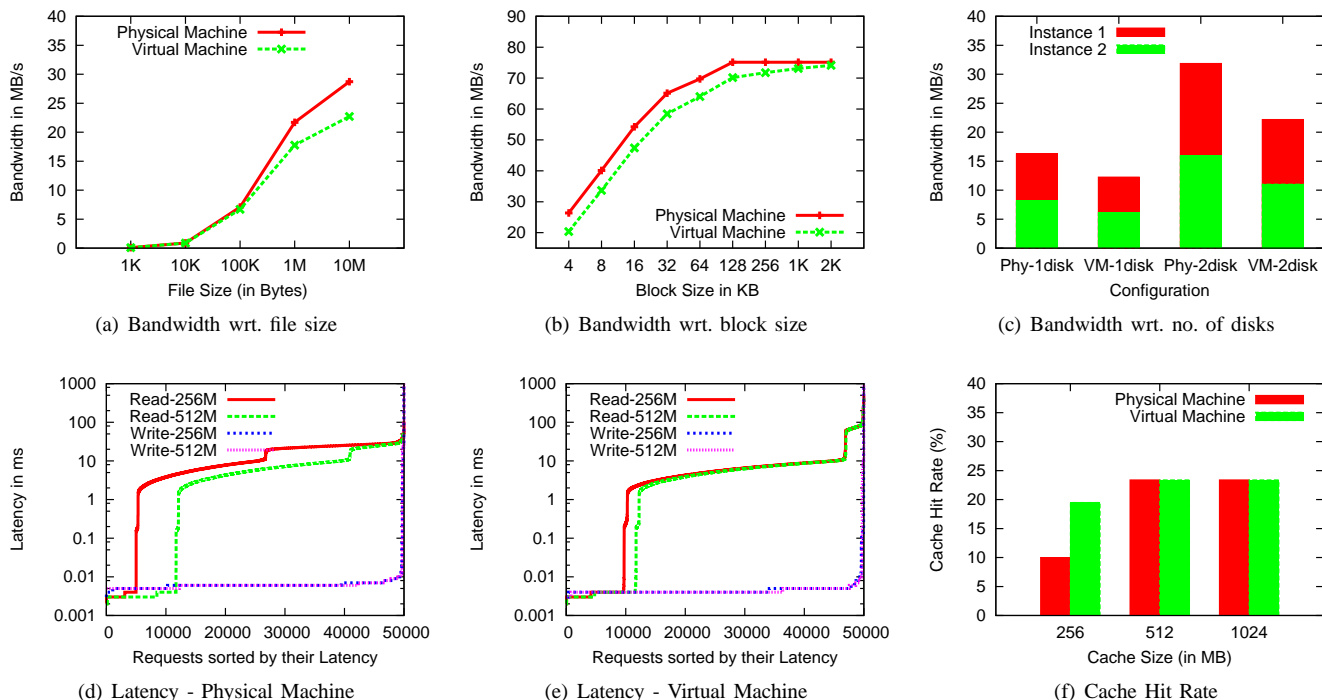 40
35
30
25
20
15
10
5
0
Bandwidth in MB/s
Physical Machine
Virtual Machine
1K 10K 100K 1M 10M
File Size (in Bytes)
(a) Bandwidth wrt. file size
90
80
70
60
50
40
30
20
Bandwidth in MB/s
Physical Machine
Virtual Machine
4 8 16 32 64 128 256 1K 2K
Block Size in KB
(b) Bandwidth wrt. block size
40
35
30
25
20
15
10
5
0
Bandwidth in MB/s
Instance 1
Instance 2
Phy-1disk VM-1disk Phy-2disk VM-2disk
Configuration
(c) Bandwidth wrt. no. of disks
1000
100
10
1
0.1
0.01
0.001
Latency in ms
Read-256M
Read-512M
Write-256M
Write-512M
0 10000 20000 30000 40000 50000
Requests sorted by their Latency
(d) Latency - Physical Machine
1000
100
10
1
0.1
0.01
0.001
Latency in ms
Read-256M
Read-512M
Write-256M
Write-512M
0 10000 20000 30000 40000 50000
Requests sorted by their Latency
(e) Latency - Virtual Machine
40
35
30
25
20
15
10
5
0
Cache Hit Rate (%)
Physical Machine
Virtual Machine
256 512 1024
Cache Size (in MB)
(f) Cache Hit Rate